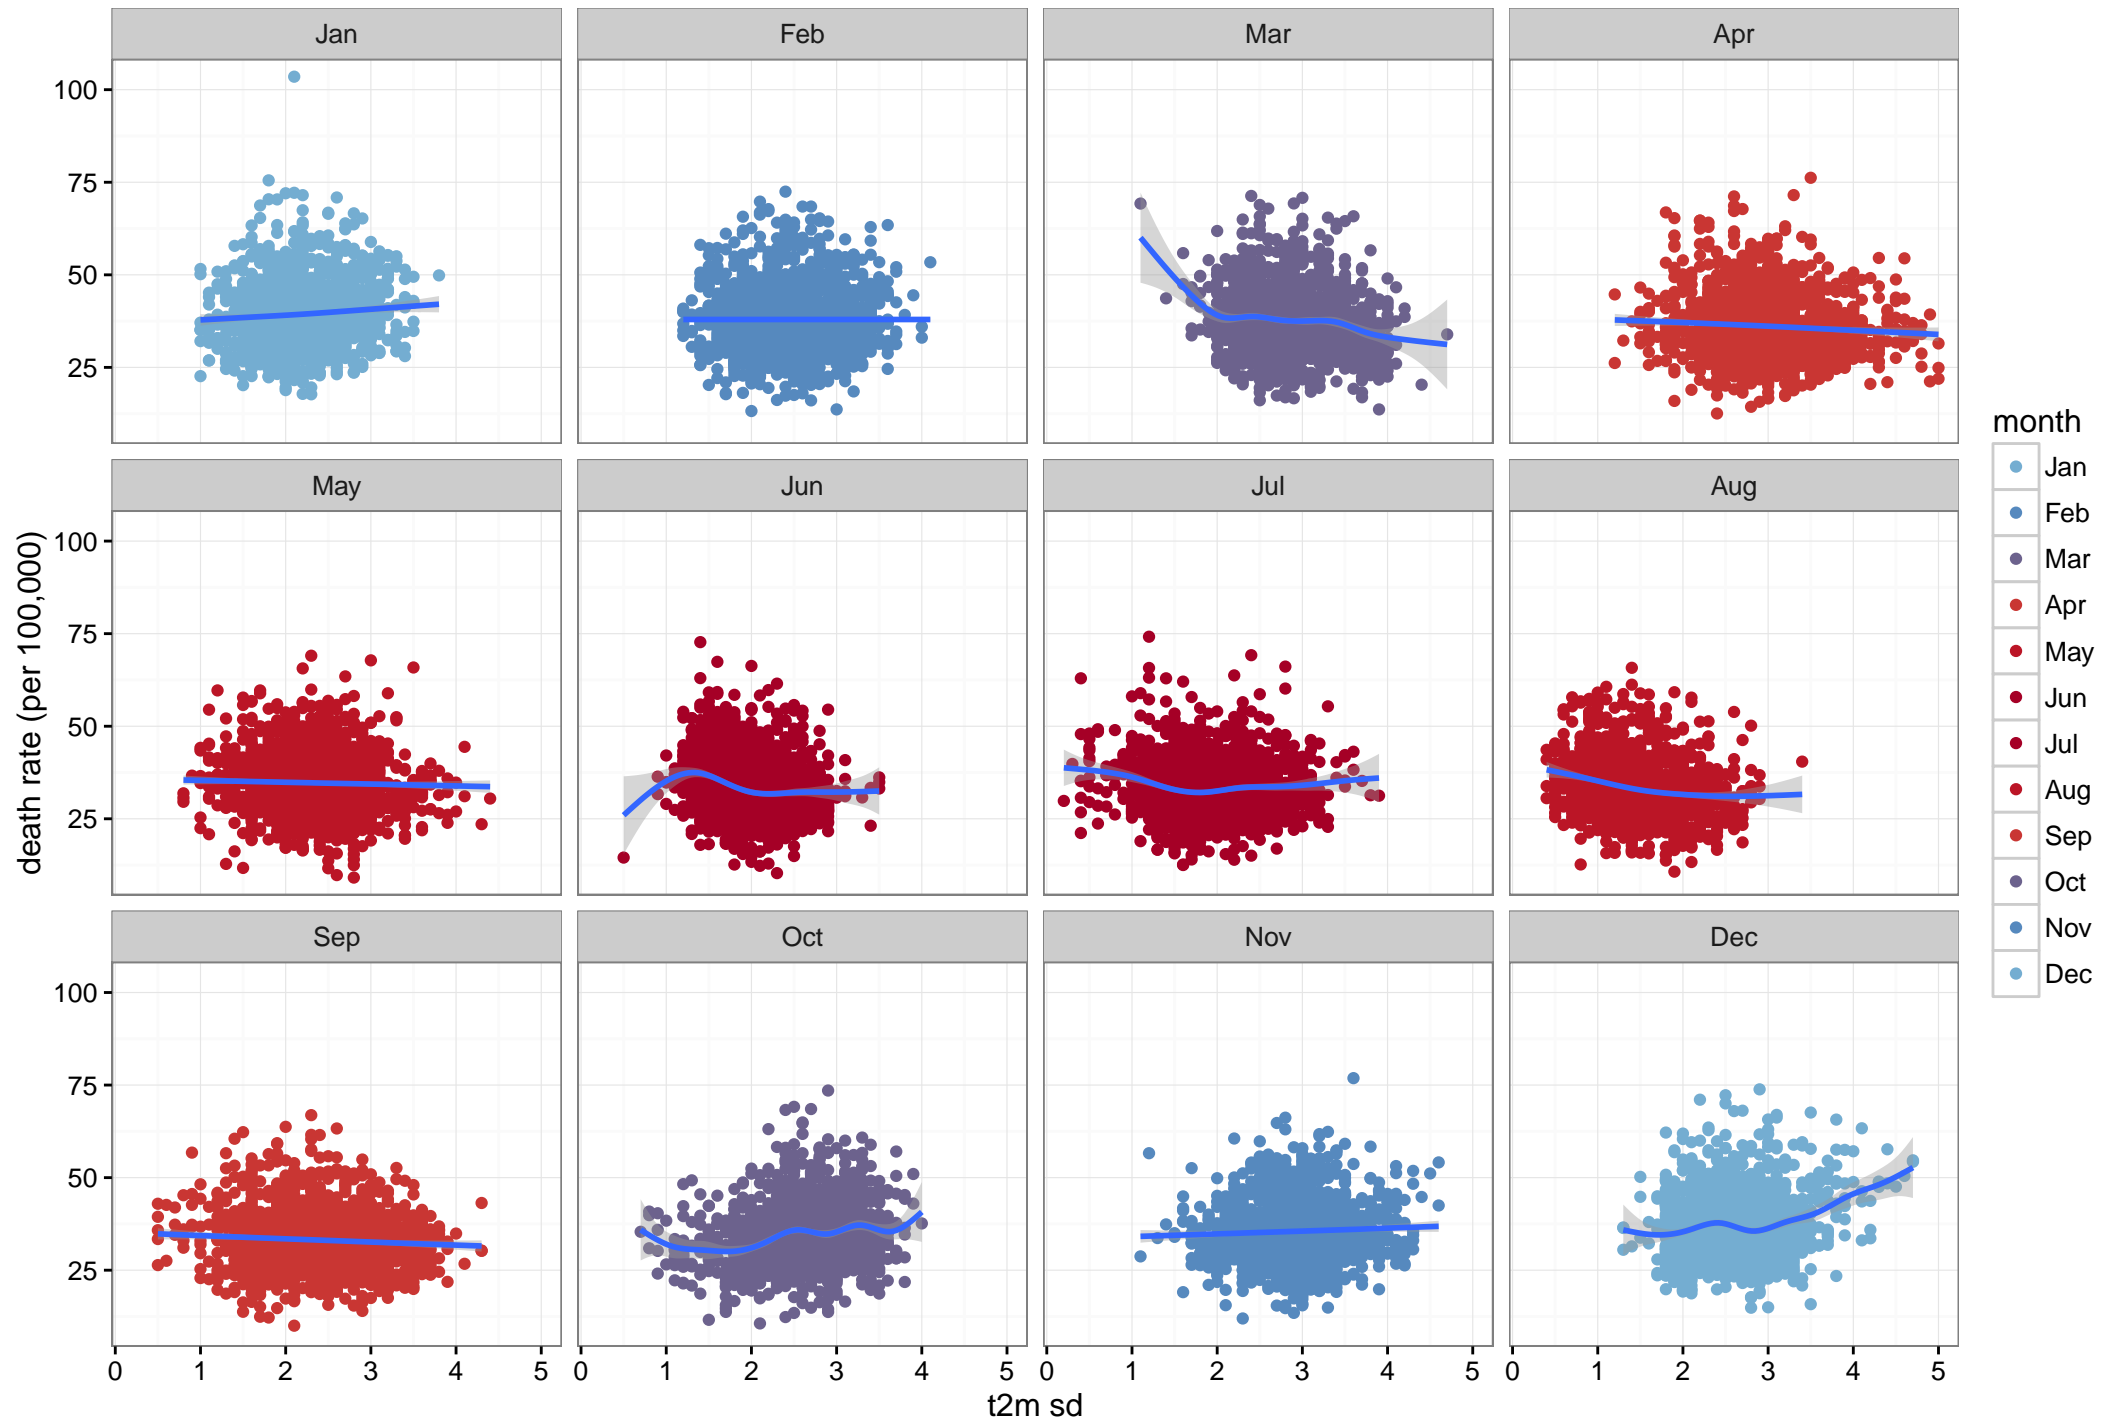 Jan Feb Mar Apr
100
75
50
25
May Jun Jul Aug
100
75
50
25
Sep Oct Nov Dec
100
75
50
25
0 1 2 3 4 5 0 1 2 3 4 5 0 1 2 3 4 5 0 1 2 3 4 5
t2m sd
death rate (per 100,000)
month
Jan
Feb
Mar
Apr
May
Jun
Jul
Aug
Sep
Oct
Nov
Dec